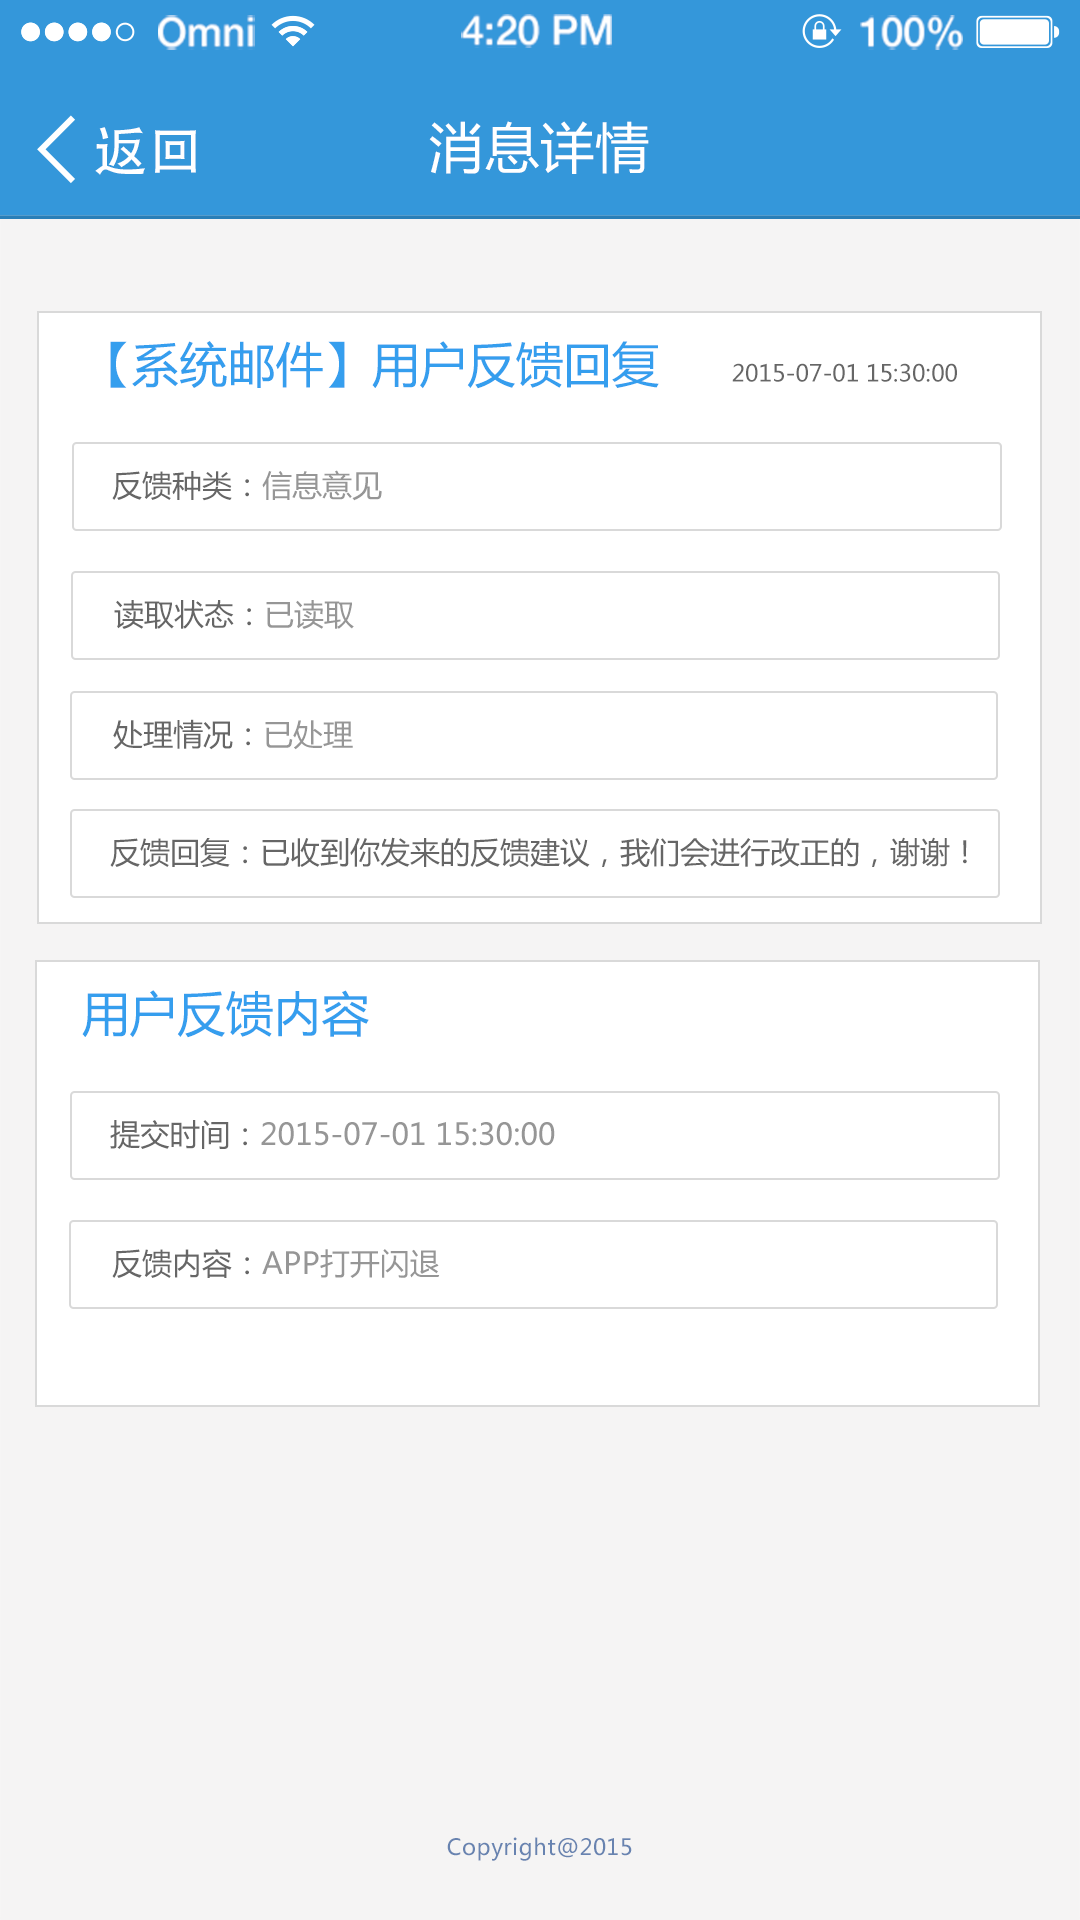 Omni 4:20 PM 100%
返回 消息详情
【系统邮件】用户反馈回复 2015-07-01 15:30:00
反馈种类：信息意见
读取状态：已读取
处理情况：已处理
反馈回复：已收到你发来的反馈建议，我们会进行改正的，谢谢！
用户反馈内容
提交时间：2015-07-01 15:30:00
反馈内容：APP打开闪退
Copyright@2015